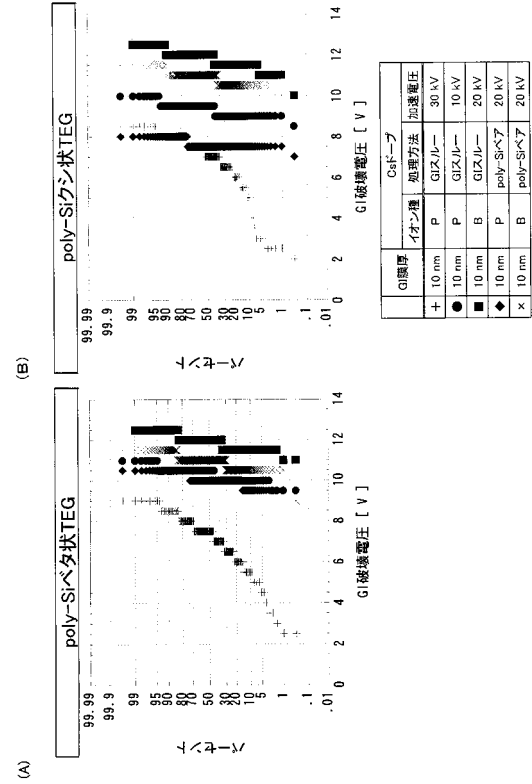 (A)
poly-Siベタ状TEG
パーセント
99.99
99.9
99
95
90
80
70
50
30
20
10
5
1
.1
.01
0 2 4 6 8 10 12 14
GI破壊電圧 [ V ]
(B)
poly-Siクシ状TEG
パーセント
99.99
99.9
99
95
90
80
70
50
30
20
10
5
1
.1
.01
0 2 4 6 8 10 12 14
GI破壊電圧 [ V ]
GI膜厚 Csドープ
イオン種 処理方法 加速電圧
+ 10 nm P GIスルー 30 kV
● 10 nm P GIスルー 10 kV
■ 10 nm B GIスルー 20 kV
◆ 10 nm P poly-Siベア 20 kV
× 10 nm B poly-Siベア 20 kV